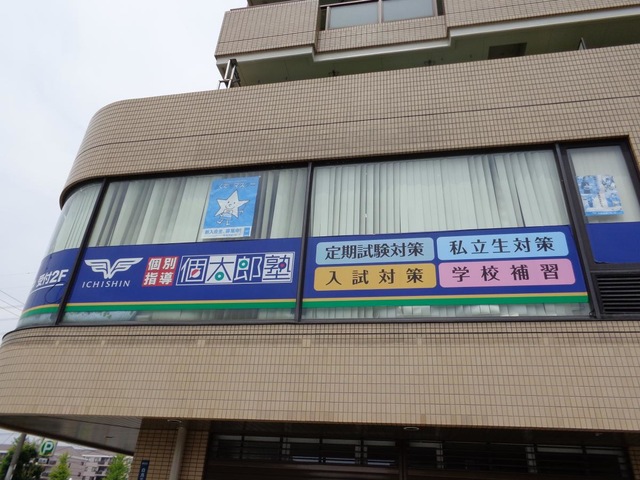 受付2F
ICHISHIN
個別
指導
個太郎塾
定期試験対策
私立生対策
入試対策
学校補習
P